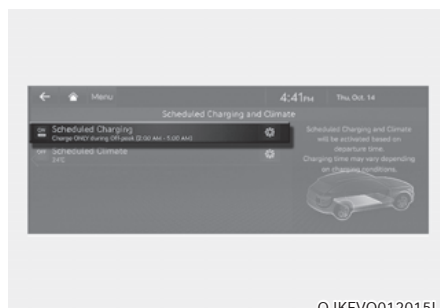 Menu 4:41PM Thu, Oct. 14
Scheduled Charging and Climate
Scheduled Charging
Charge ONLY during Off-peak (2:00 AM - 5:00 AM)
Scheduled Climate
24°C
Scheduled Charging and Climate
will be activated based on
departure time.
Charging time may vary depending
on charging conditions.